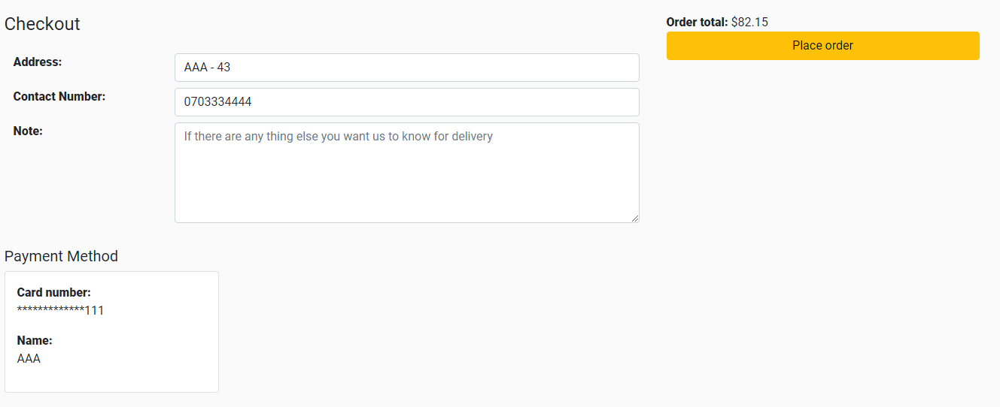 Checkout
Address:
AAA - 43
Contact Number:
0703334444
Note:
If there are any thing else you want us to know for delivery
Order total: $82.15
Place order
Payment Method
Card number:
*************111
Name:
AAA